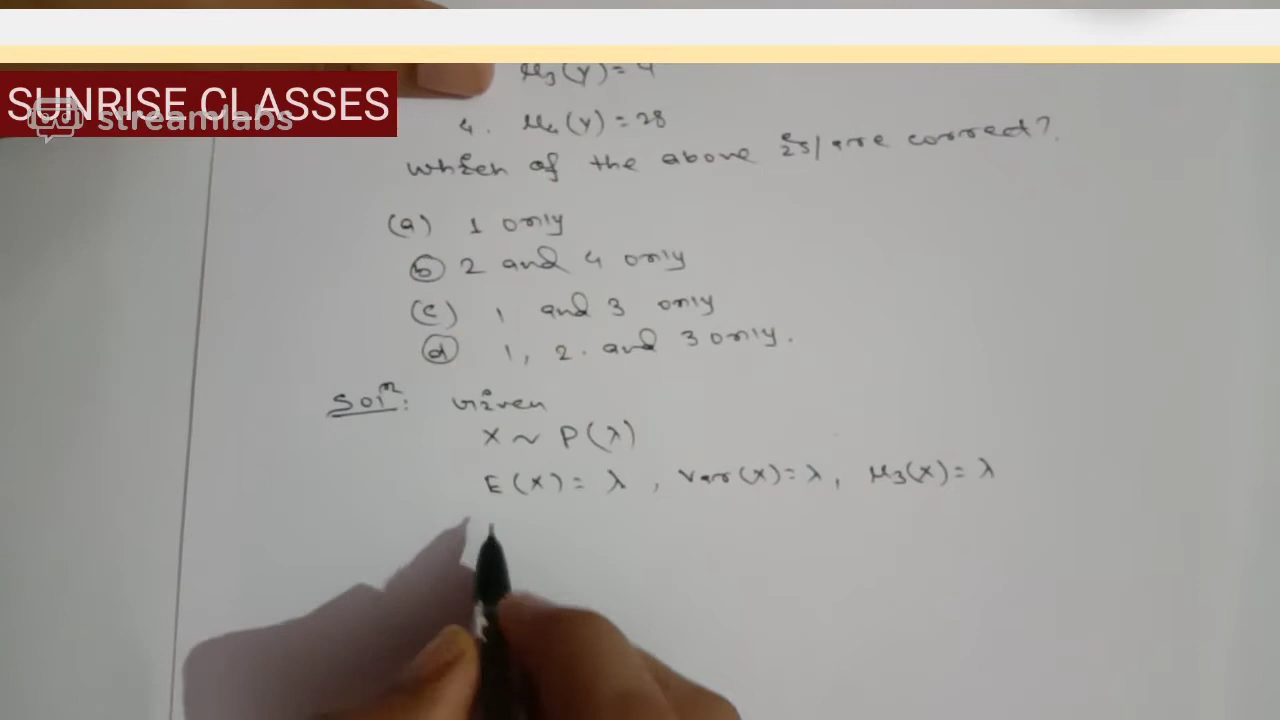 μ₃(Y) = 4
SUNRISE CLASSES
streamlabs
4. μ₄(Y) = 28
Which of the above is/are correct?
(a) 1 only
(b) 2 and 4 only
(c) 1 and 3 only
(d) 1, 2. and 3 only.
Solⁿ: Given
X ~ P(λ)
E(X) = λ, Var(X) = λ, μ₃(X) = λ